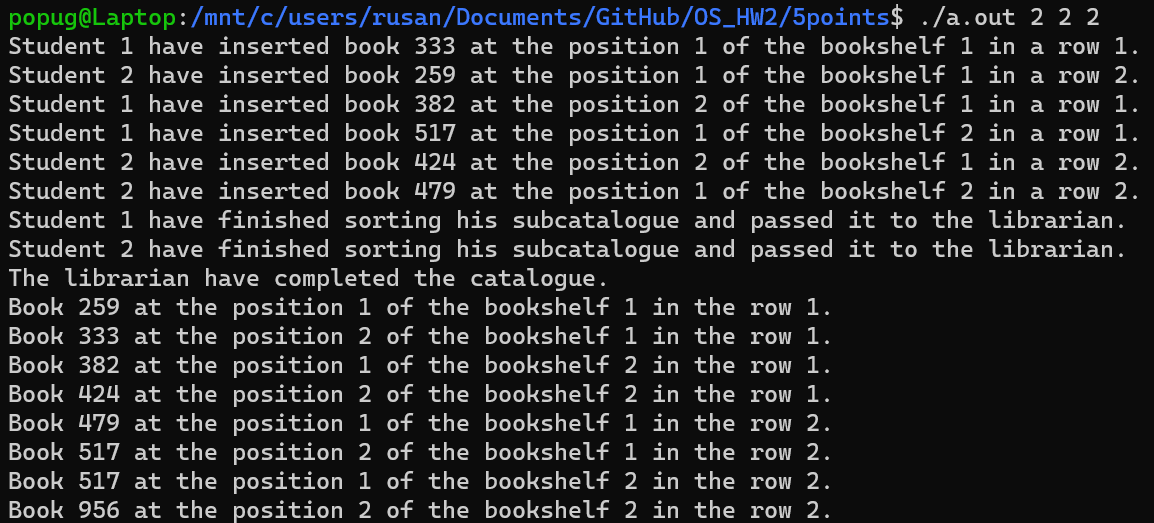 popug@Laptop:/mnt/c/users/rusan/Documents/GitHub/OS_HW2/5points$ ./a.out 2 2 2
Student 1 have inserted book 333 at the position 1 of the bookshelf 1 in a row 1.
Student 2 have inserted book 259 at the position 1 of the bookshelf 1 in a row 2.
Student 1 have inserted book 382 at the position 2 of the bookshelf 1 in a row 1.
Student 1 have inserted book 517 at the position 1 of the bookshelf 2 in a row 1.
Student 2 have inserted book 424 at the position 2 of the bookshelf 1 in a row 2.
Student 2 have inserted book 479 at the position 1 of the bookshelf 2 in a row 2.
Student 1 have finished sorting his subcatalogue and passed it to the librarian.
Student 2 have finished sorting his subcatalogue and passed it to the librarian.
The librarian have completed the catalogue.
Book 259 at the position 1 of the bookshelf 1 in the row 1.
Book 333 at the position 2 of the bookshelf 1 in the row 1.
Book 382 at the position 1 of the bookshelf 2 in the row 1.
Book 424 at the position 2 of the bookshelf 2 in the row 1.
Book 479 at the position 1 of the bookshelf 1 in the row 2.
Book 517 at the position 2 of the bookshelf 1 in the row 2.
Book 517 at the position 1 of the bookshelf 2 in the row 2.
Book 956 at the position 2 of the bookshelf 2 in the row 2.